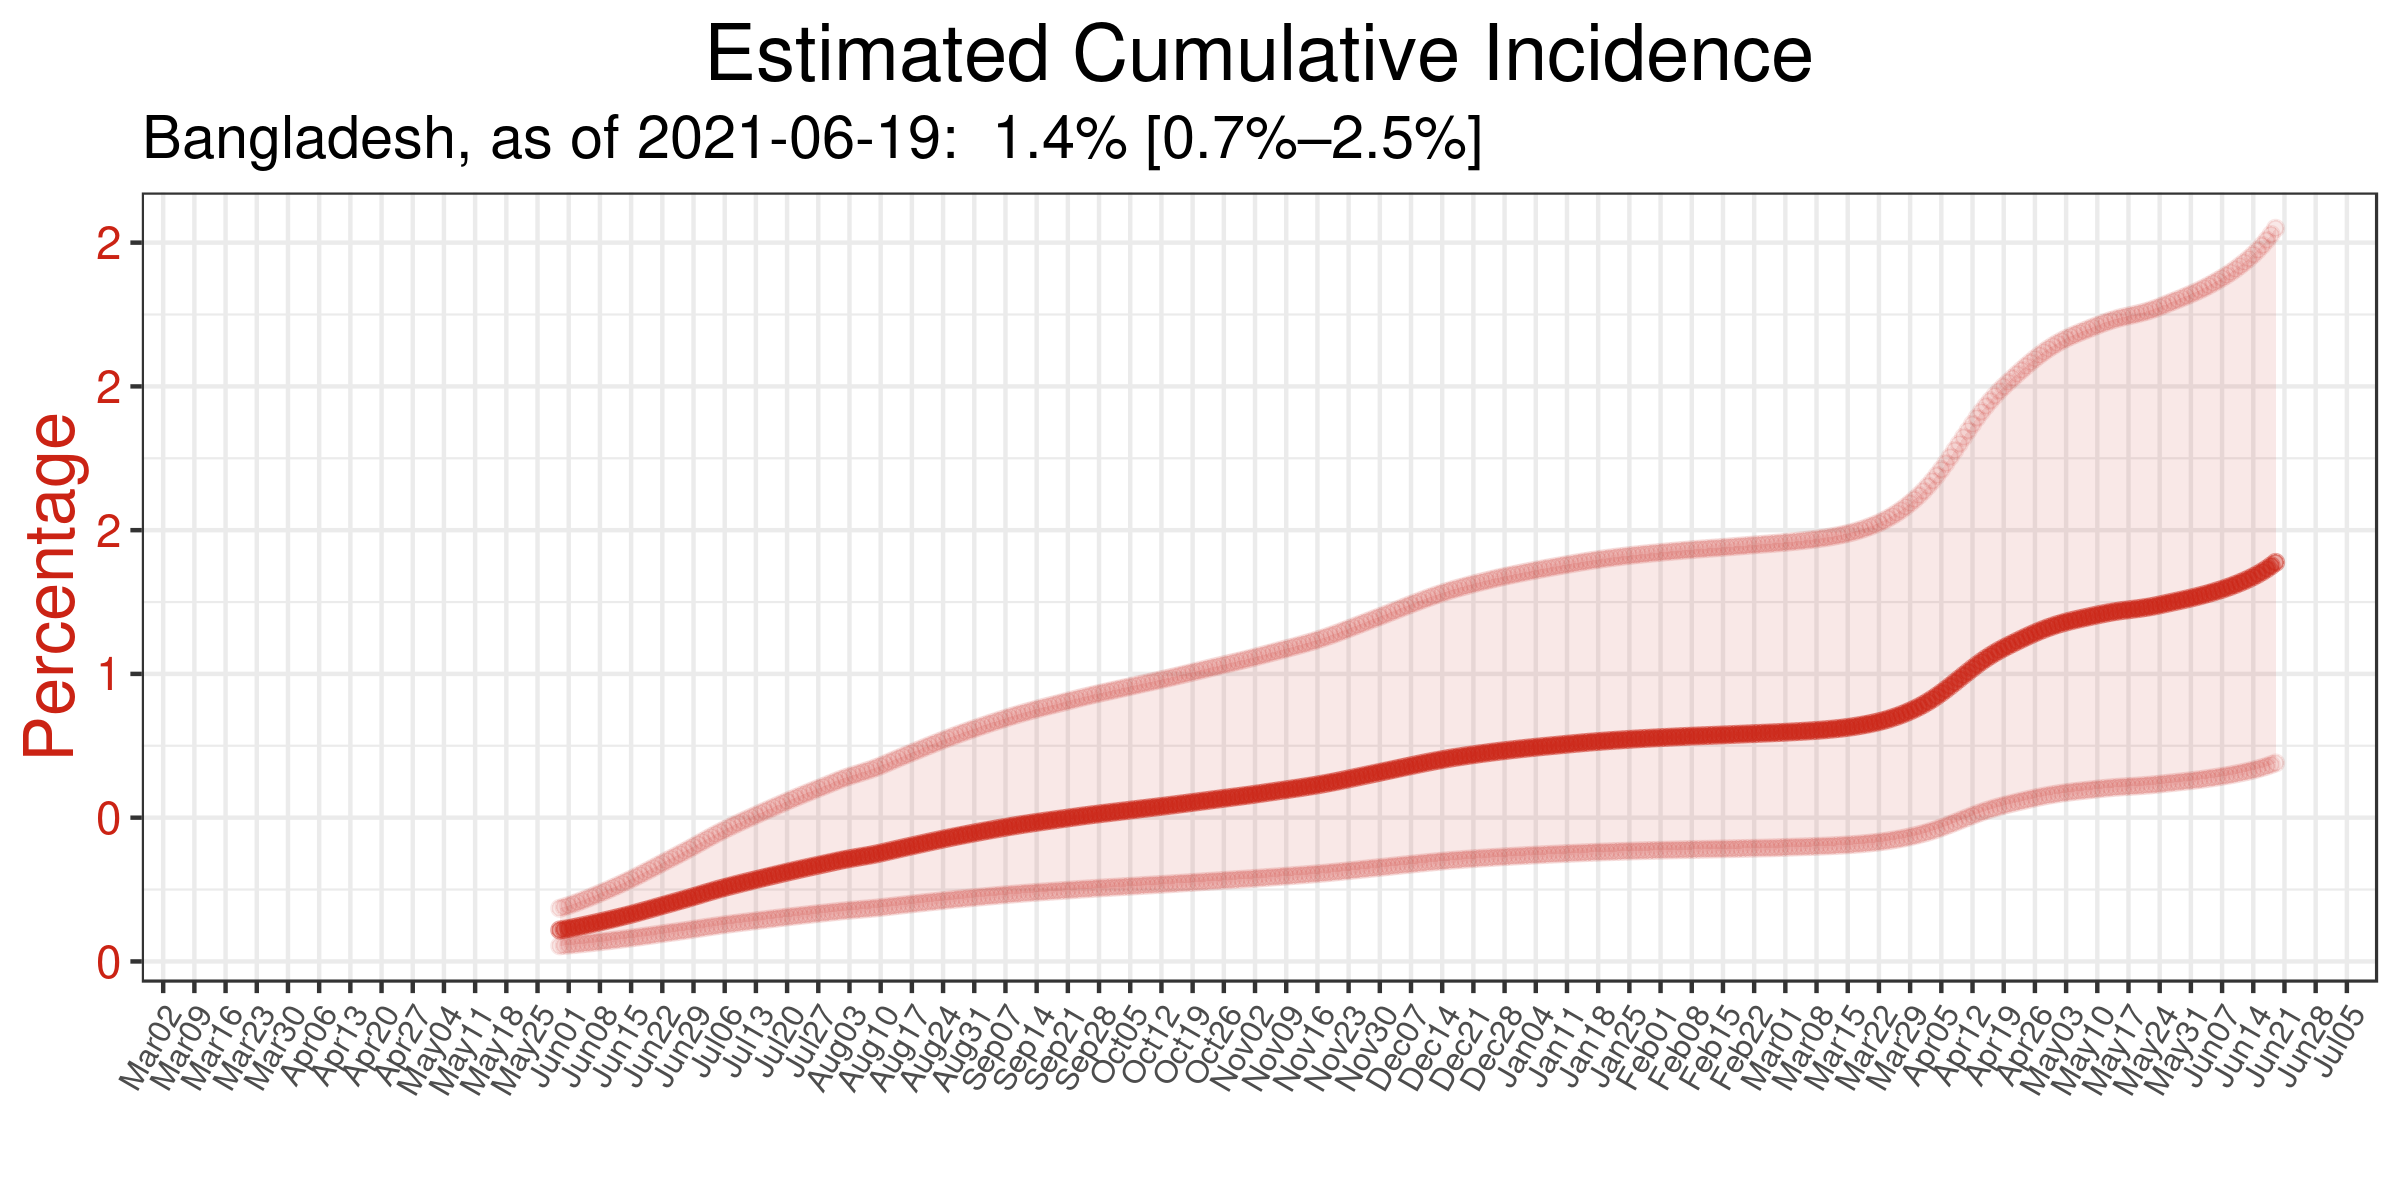 Estimated Cumulative Incidence
Bangladesh, as of 2021-06-19: 1.4% [0.7%–2.5%]
Percentage
2
2
2
1
0
0
Mar02
Mar09
Mar16
Mar23
Mar30
Apr06
Apr13
Apr20
Apr27
May04
May11
May18
May25
Jun01
Jun08
Jun15
Jun22
Jun29
Jul06
Jul13
Jul20
Jul27
Aug03
Aug10
Aug17
Aug24
Aug31
Sep07
Sep14
Sep21
Sep28
Oct05
Oct12
Oct19
Oct26
Nov02
Nov09
Nov16
Nov23
Nov30
Dec07
Dec14
Dec21
Dec28
Jan04
Jan11
Jan18
Jan25
Feb01
Feb08
Feb15
Feb22
Mar01
Mar08
Mar15
Mar22
Mar29
Apr05
Apr12
Apr19
Apr26
May03
May10
May17
May24
May31
Jun07
Jun14
Jun21
Jun28
Jul05